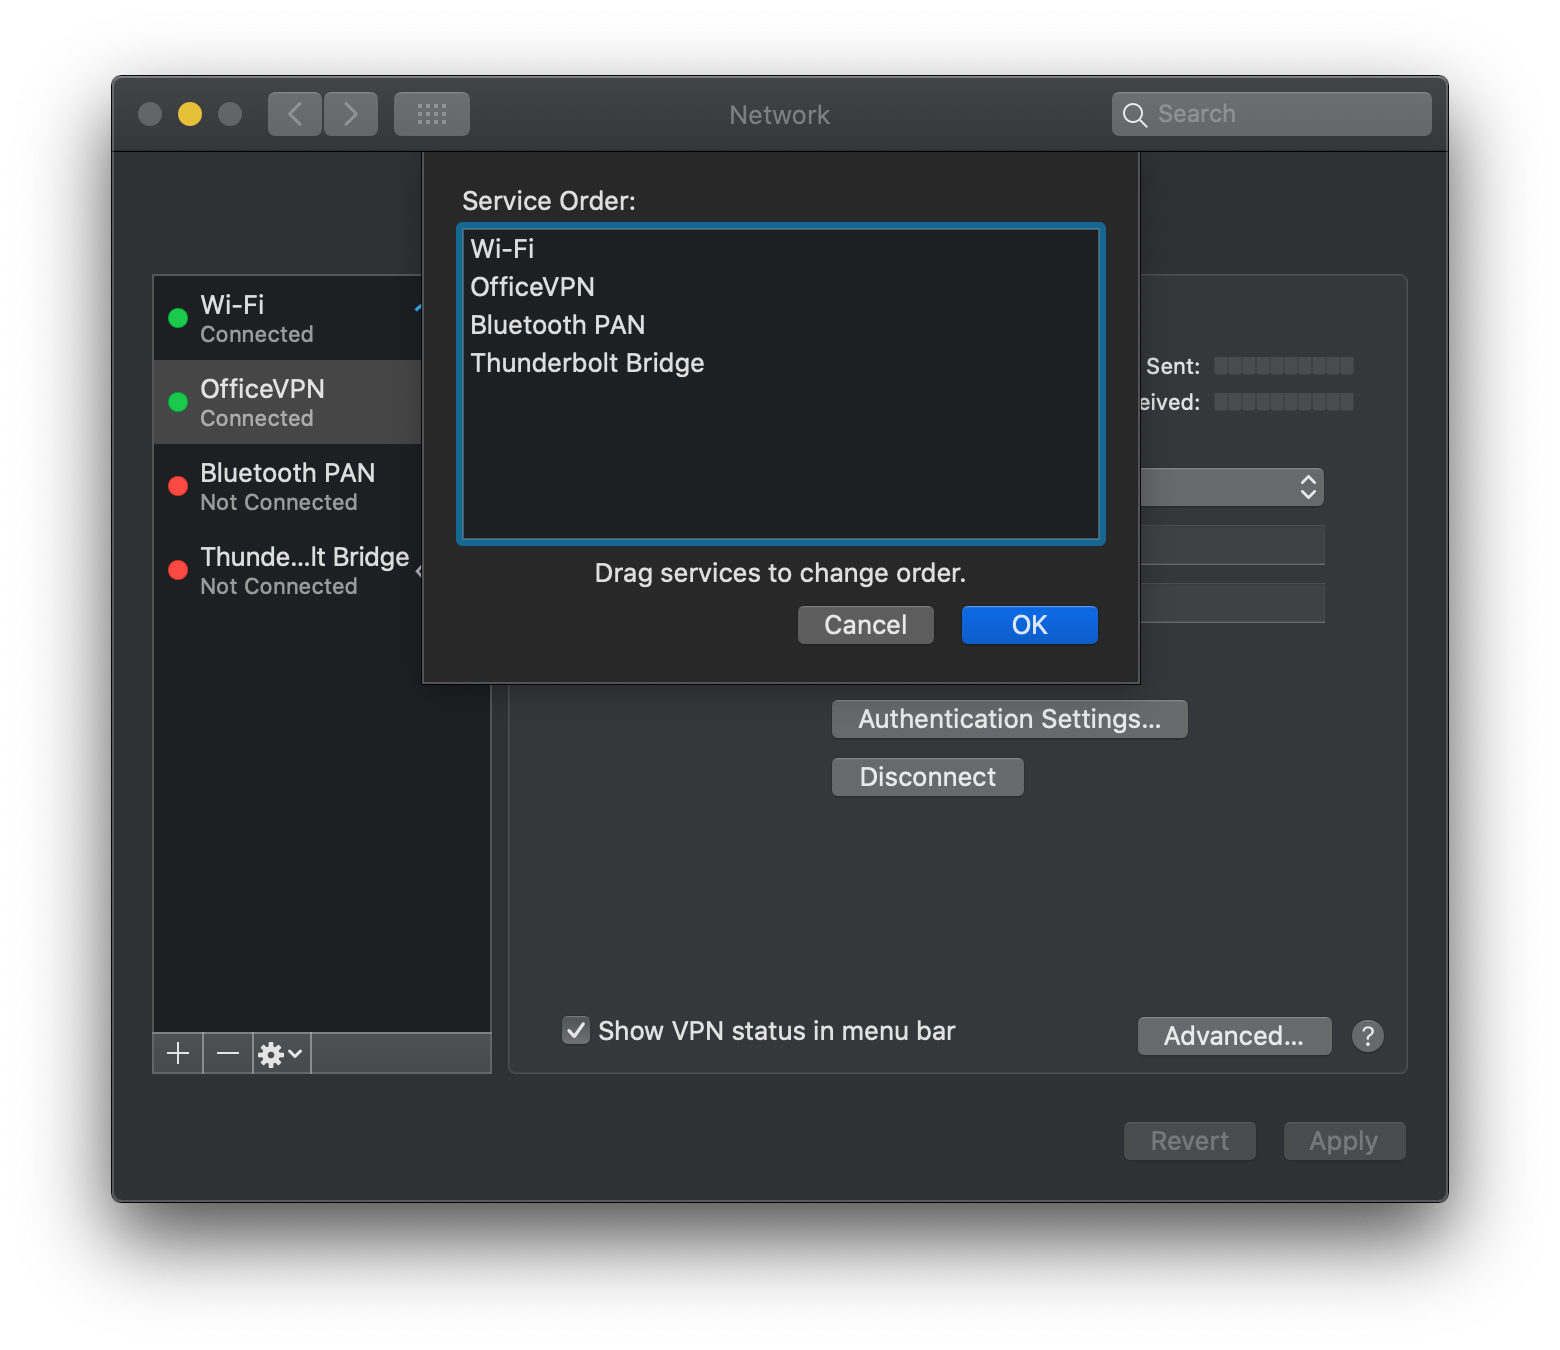 Network
Search
Service Order:
Wi-Fi
OfficeVPN
Bluetooth PAN
Thunderbolt Bridge
Drag services to change order.
Cancel
OK
Wi-Fi
Connected
OfficeVPN
Connected
Bluetooth PAN
Not Connected
Thunde...lt Bridge
Not Connected
Sent:
eived:
Authentication Settings...
Disconnect
Show VPN status in menu bar
Advanced...
?
Revert
Apply